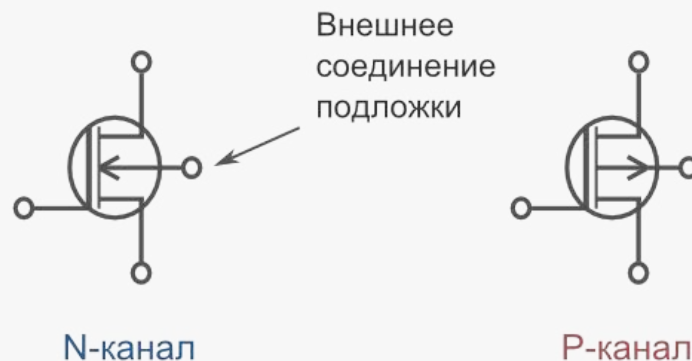 Внешнее
соединение
подложки
N-канал
P-канал